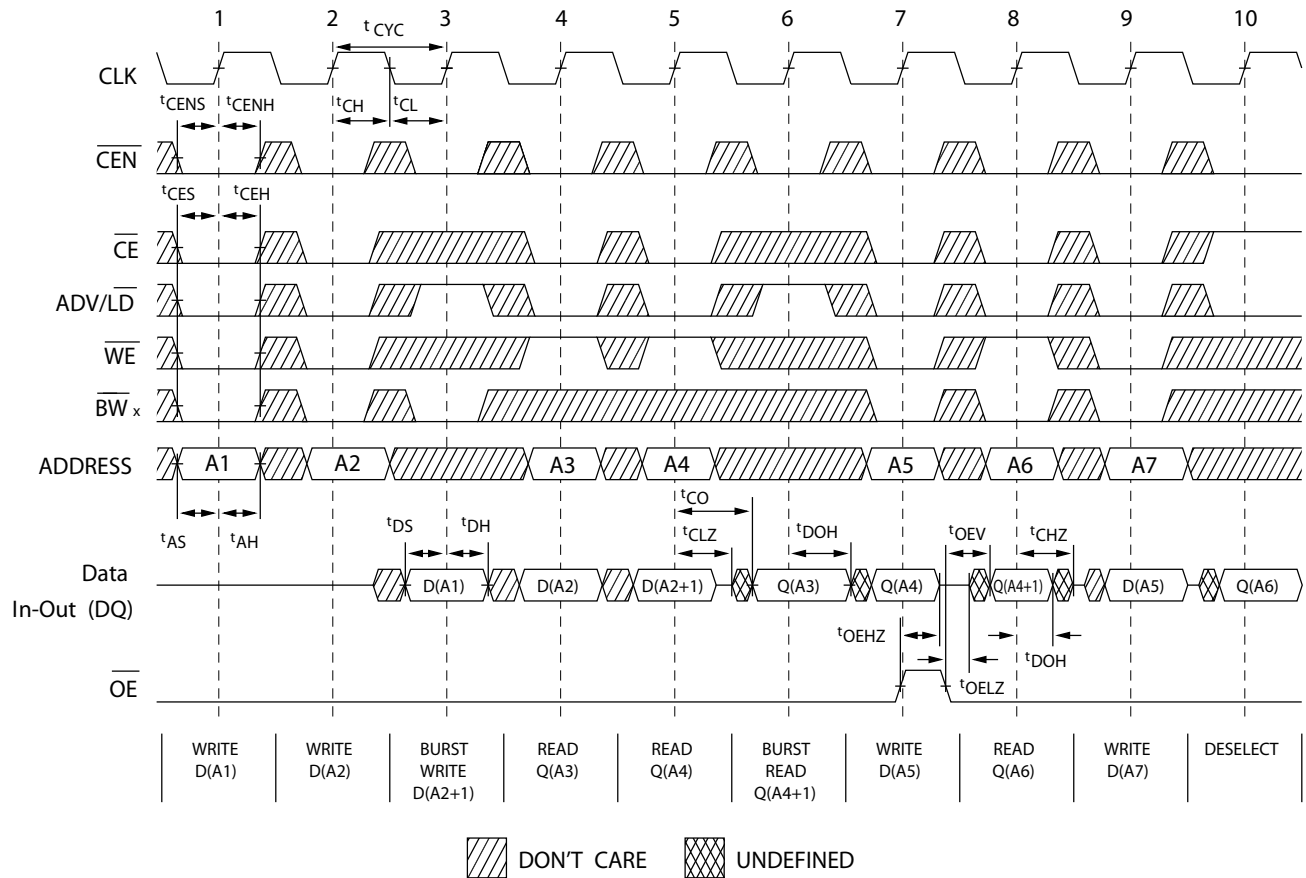 1 2 3 4 5 6 7 8 9 10
t CYC
CLK
tCENS tCENH tCH tCL
CEN
tCES tCEH
CE
ADV/LD
WE
BW x
ADDRESS A1 A2 A3 A4 A5 A6 A7
tCO
tAS tAH tDS tDH tCLZ tDOH tOEV tCHZ
Data
In-Out (DQ)
D(A1) D(A2) D(A2+1) Q(A3) Q(A4) Q(A4+1) D(A5) Q(A6)
tOEHZ tDOH
tOELZ
OE
WRITE
D(A1)
WRITE
D(A2)
BURST
WRITE
D(A2+1)
READ
Q(A3)
READ
Q(A4)
BURST
READ
Q(A4+1)
WRITE
D(A5)
READ
Q(A6)
WRITE
D(A7)
DESELECT
DON'T CARE UNDEFINED